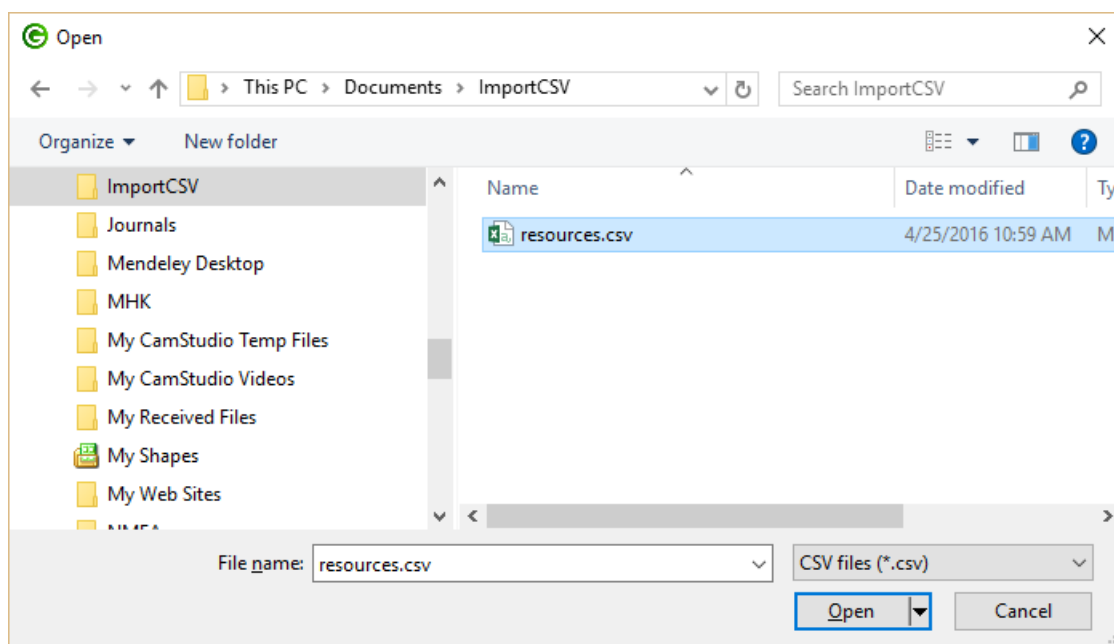 Open
This PC > Documents > ImportCSV
Search ImportCSV
Organize
New folder
ImportCSV
Journals
Mendeley Desktop
MHK
My CamStudio Temp Files
My CamStudio Videos
My Received Files
My Shapes
My Web Sites
Name
Date modified
Ty
resources.csv
4/25/2016 10:59 AM
M
File name:
resources.csv
CSV files (*.csv)
Open
Cancel